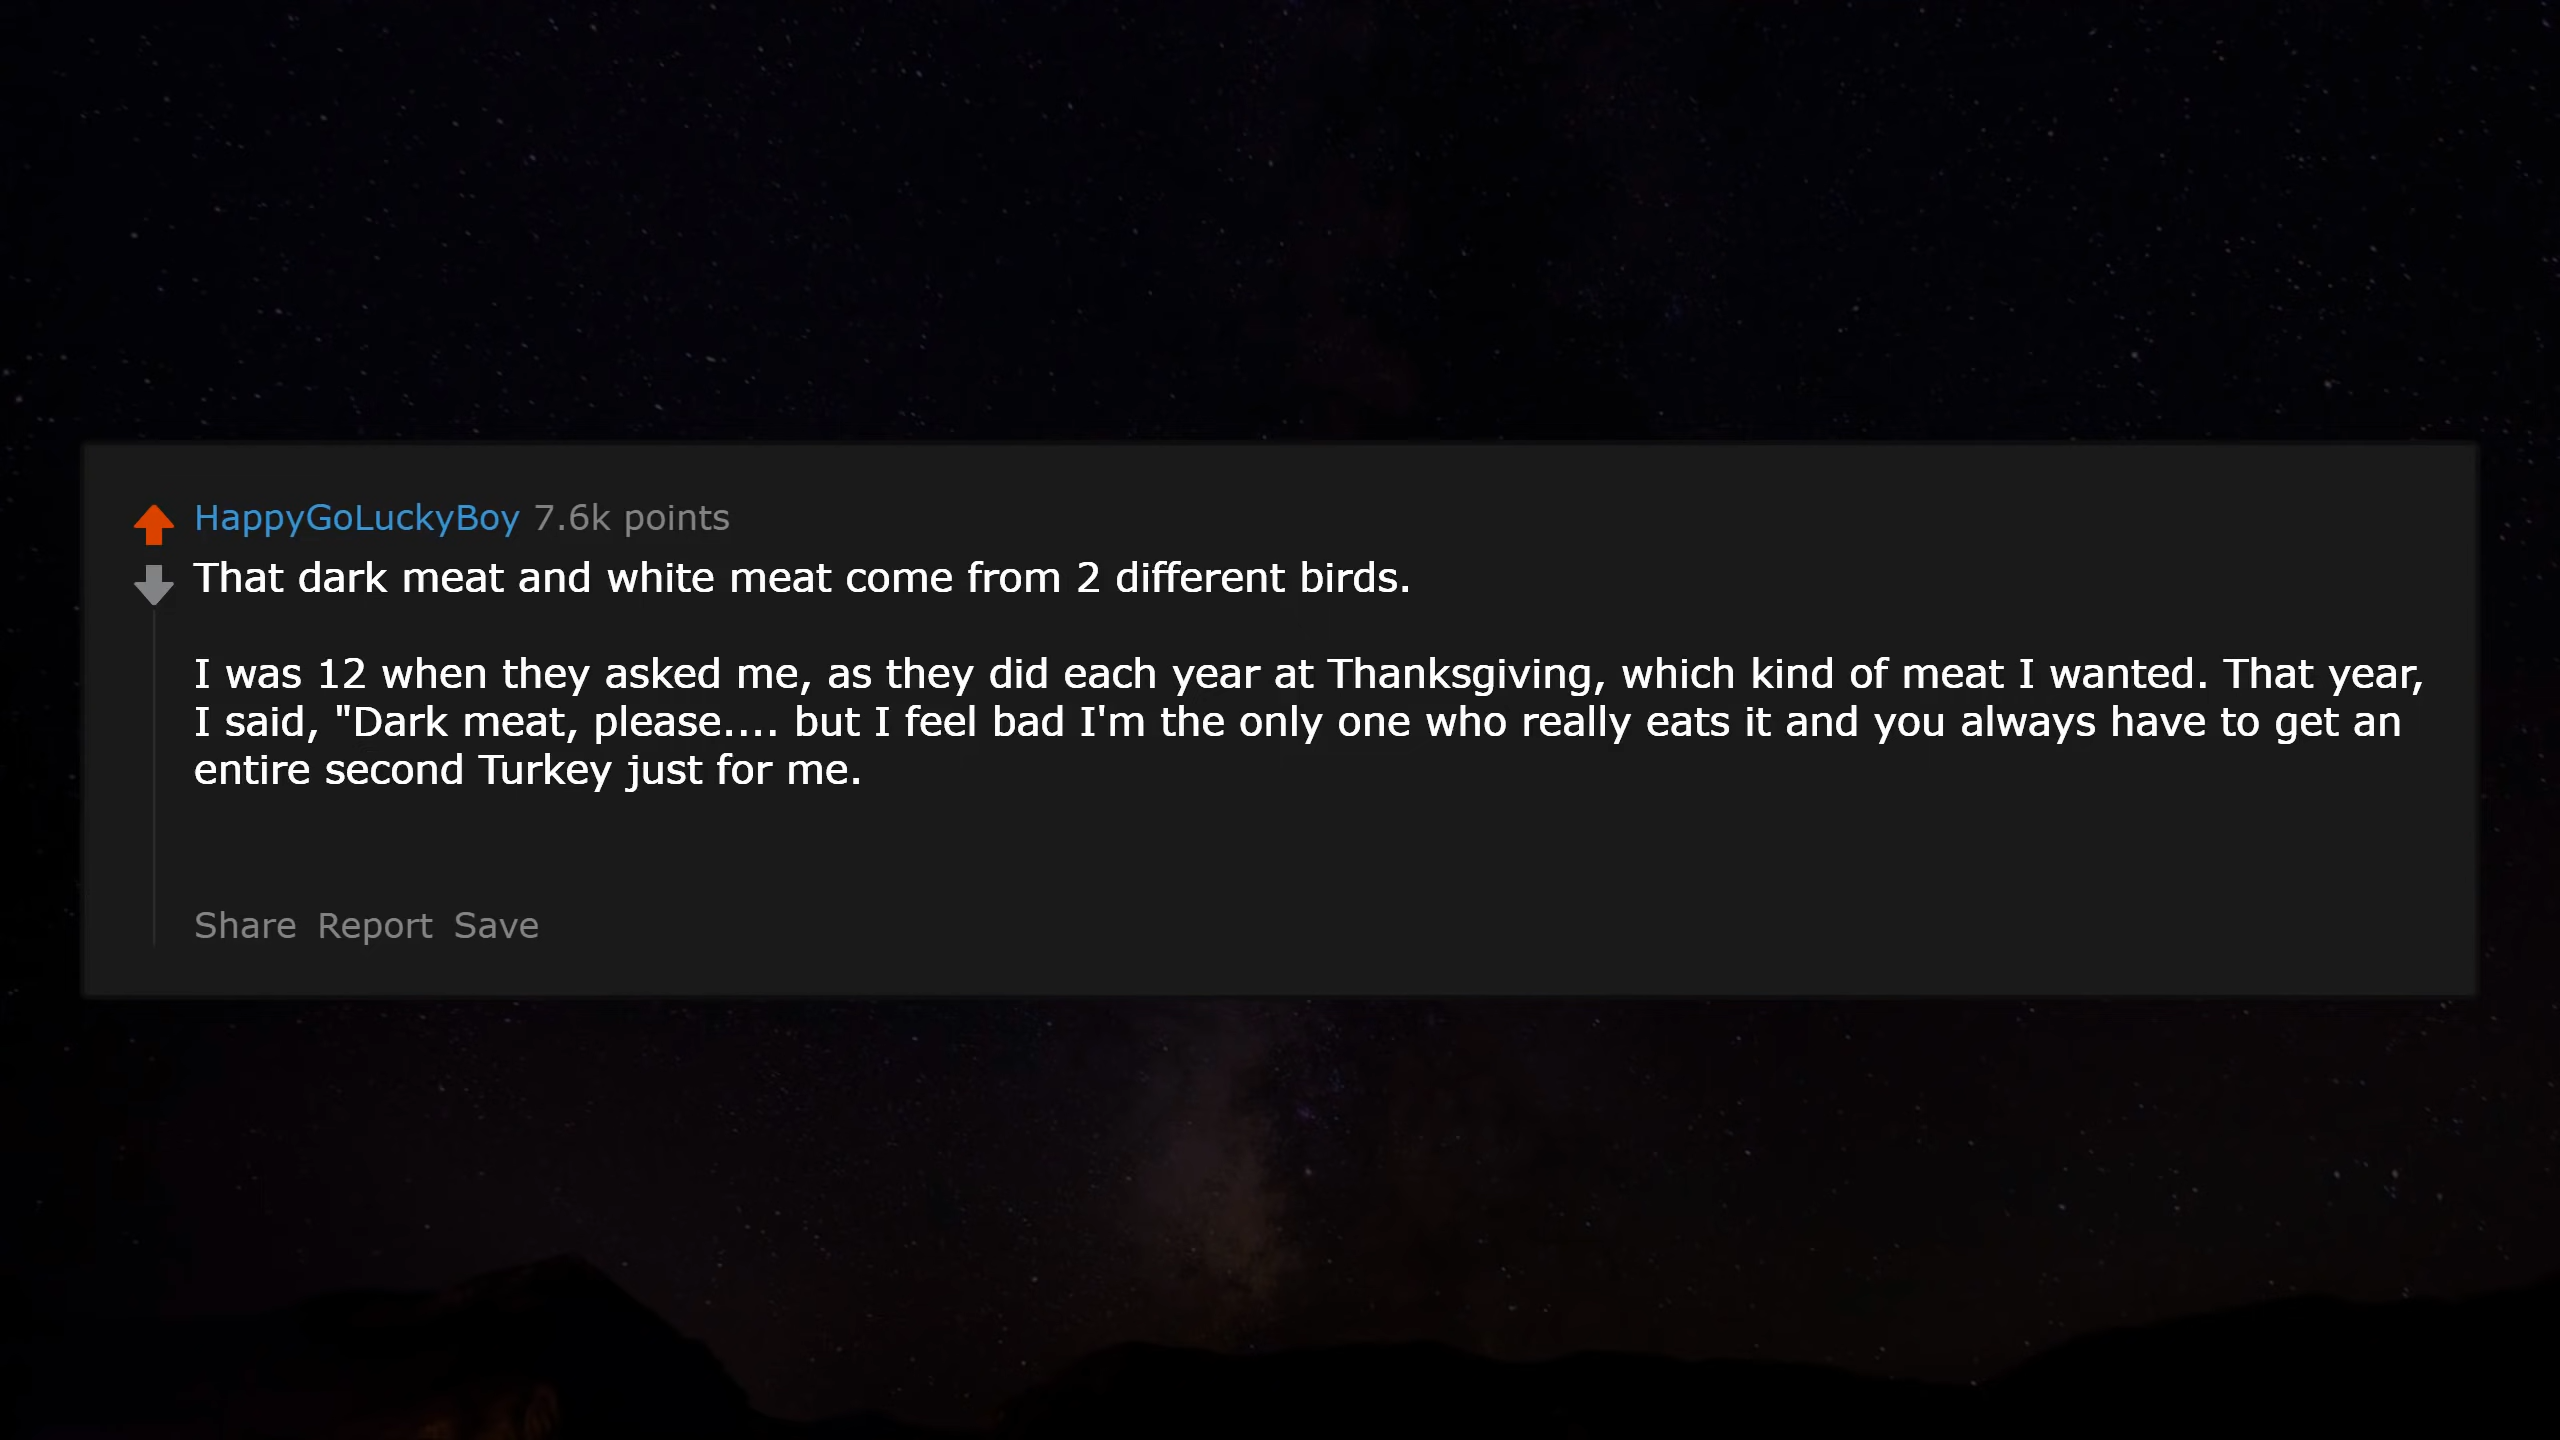 HappyGoLuckyBoy 7.6k points
That dark meat and white meat come from 2 different birds.
I was 12 when they asked me, as they did each year at Thanksgiving, which kind of meat I wanted. That year,
I said, "Dark meat, please.... but I feel bad I'm the only one who really eats it and you always have to get an
entire second Turkey just for me.
Share Report Save